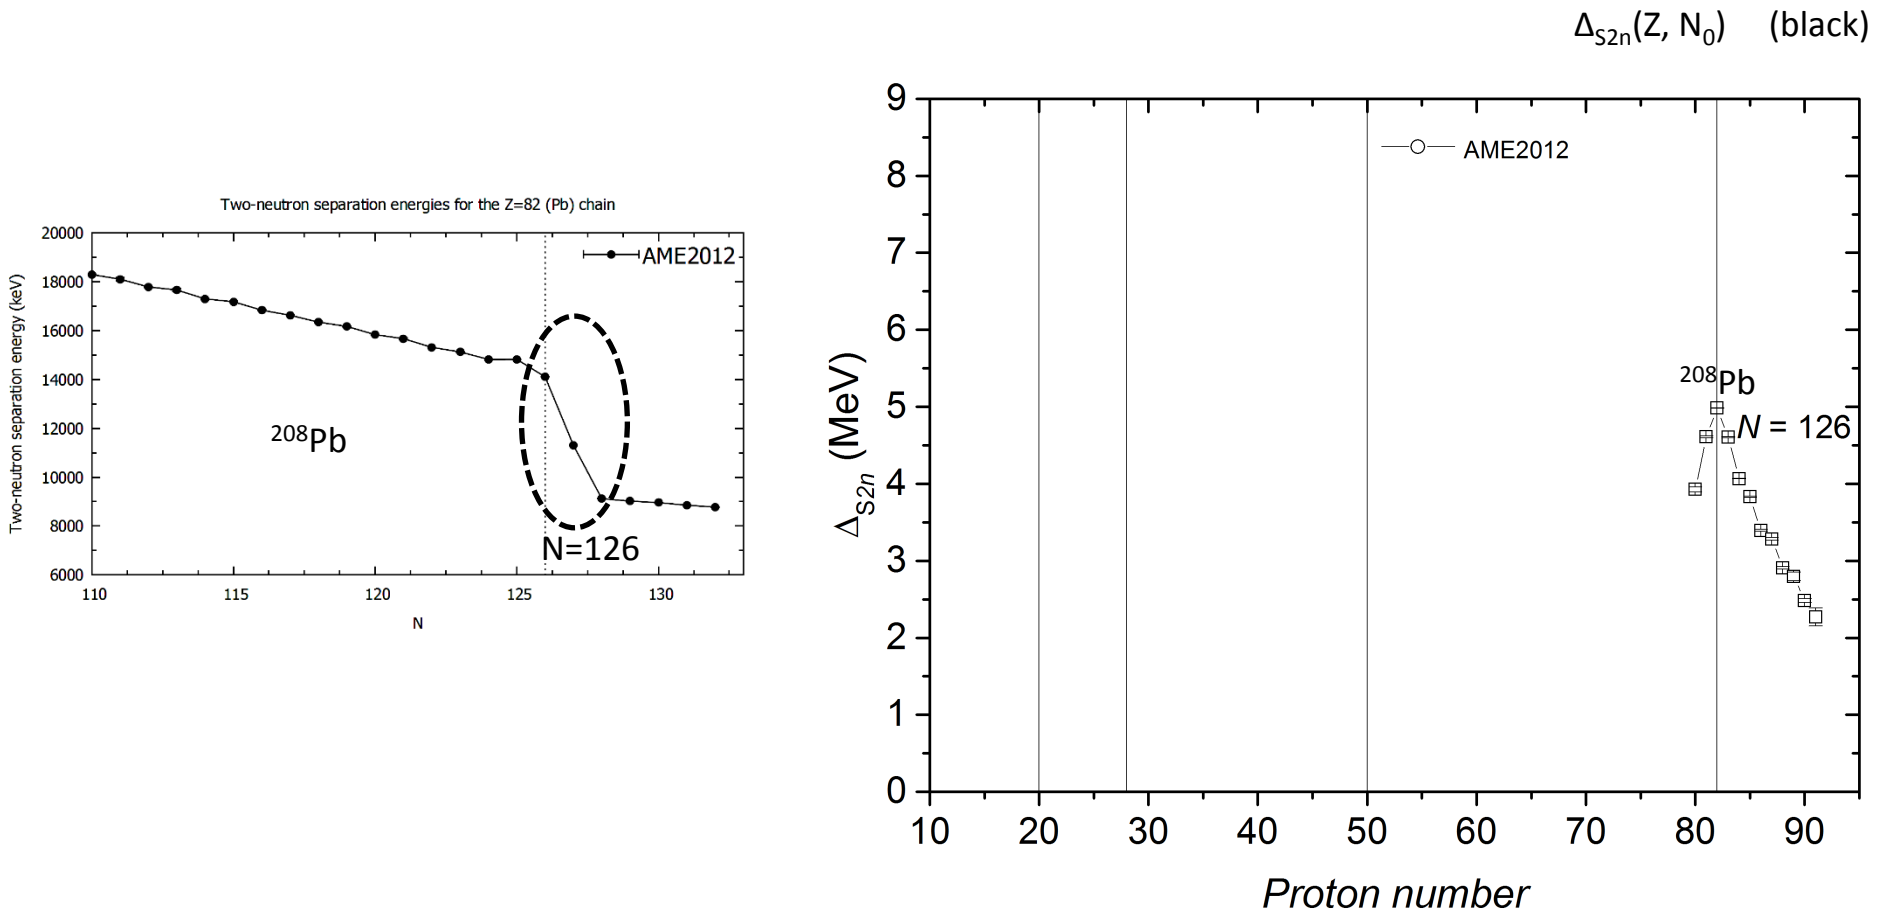 ΔS2n(Z, N0) (black)
Two-neutron separation energies for the Z=82 (Pb) chain
Two-neutron separation energy (keV)
20000
18000
16000
14000
12000
10000
8000
6000
AME2012
208Pb
N=126
110 115 120 125 130
N
ΔS2n (MeV)
9
8
7
6
5
4
3
2
1
0
AME2012
208Pb
N = 126
10 20 30 40 50 60 70 80 90
Proton number